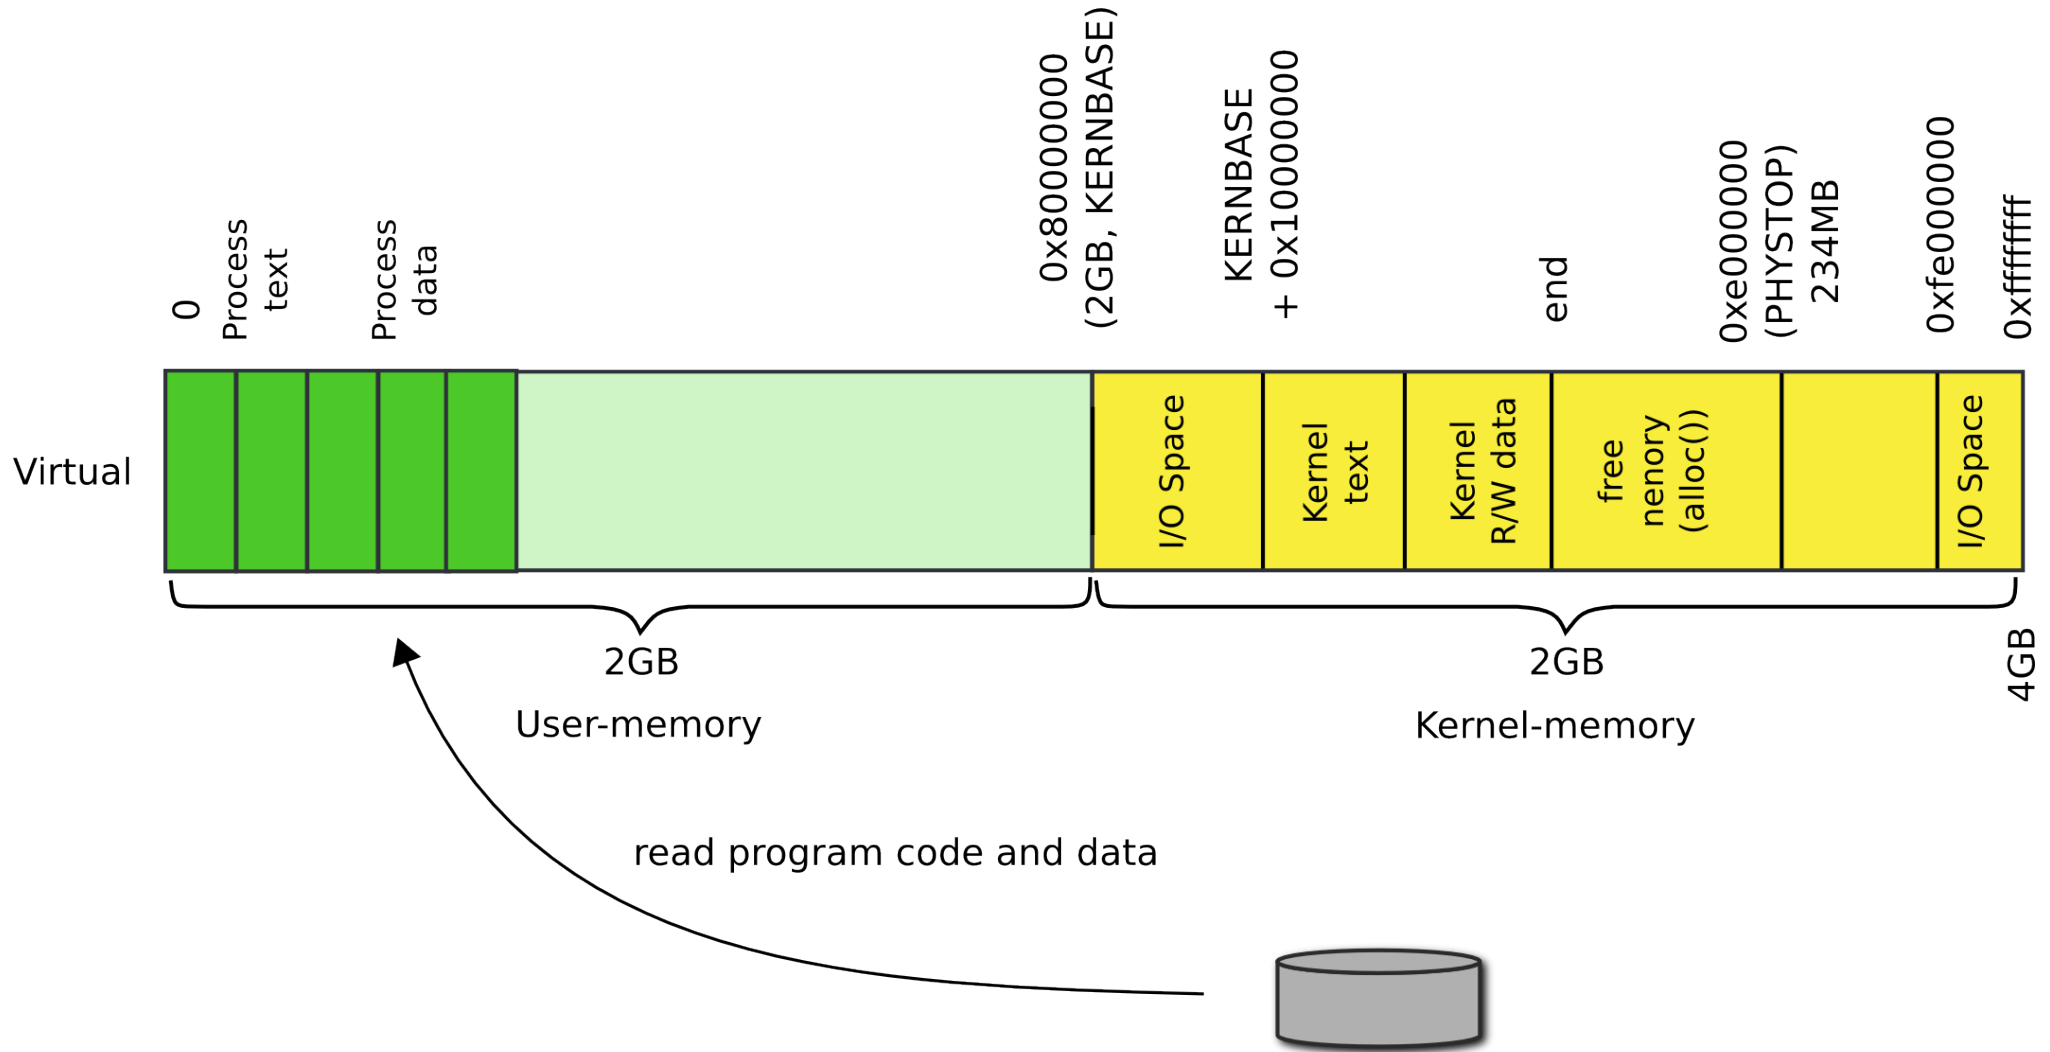 0
Process
text
Process
data
0x80000000
(2GB, KERNBASE)
KERNBASE
+ 0x10000000
end
0xe000000
(PHYSTOP)
234MB
0xfe000000
0xffffffff
Virtual
I/O Space
Kernel
text
Kernel
R/W data
free
nenory
(alloc())
I/O Space
2GB
User-memory
2GB
Kernel-memory
4GB
read program code and data